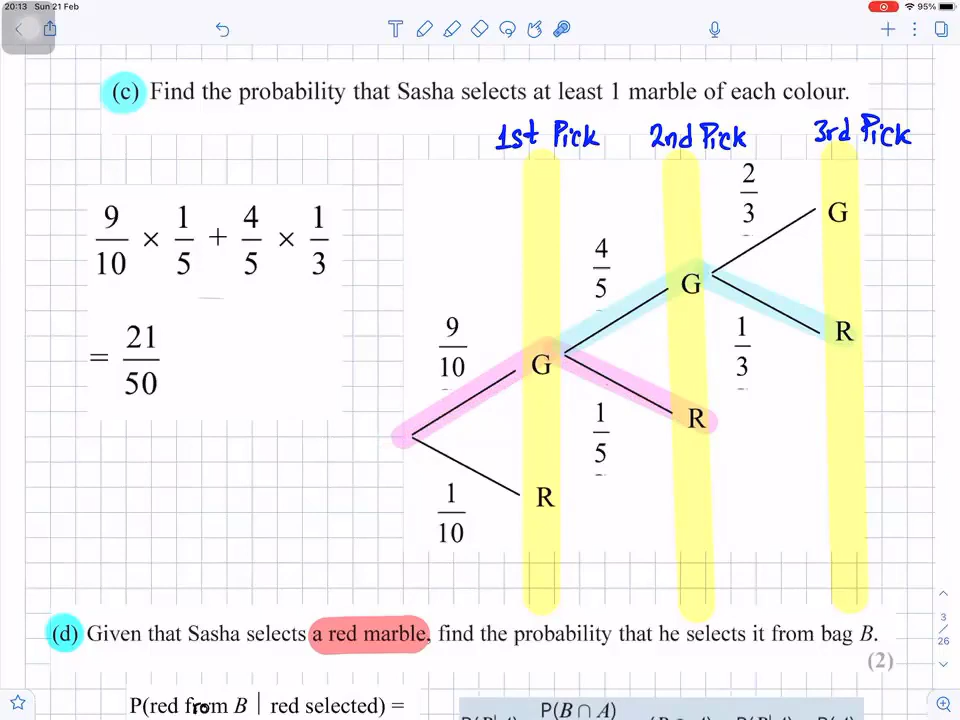 20:13 Sun 21 Feb
95%
(c) Find the probability that Sasha selects at least 1 marble of each colour.
1st Pick 2nd Pick 3rd Pick
9/10 × 1/5 + 4/5 × 1/3
= 21/50
2/3
G
4/5
G
9/10
1/3
R
G
1/5
R
1/10
R
(d) Given that Sasha selects a red marble, find the probability that he selects it from bag B.
(2)
3
/
26
P(red from B | red selected) =
P(B ∩ A)